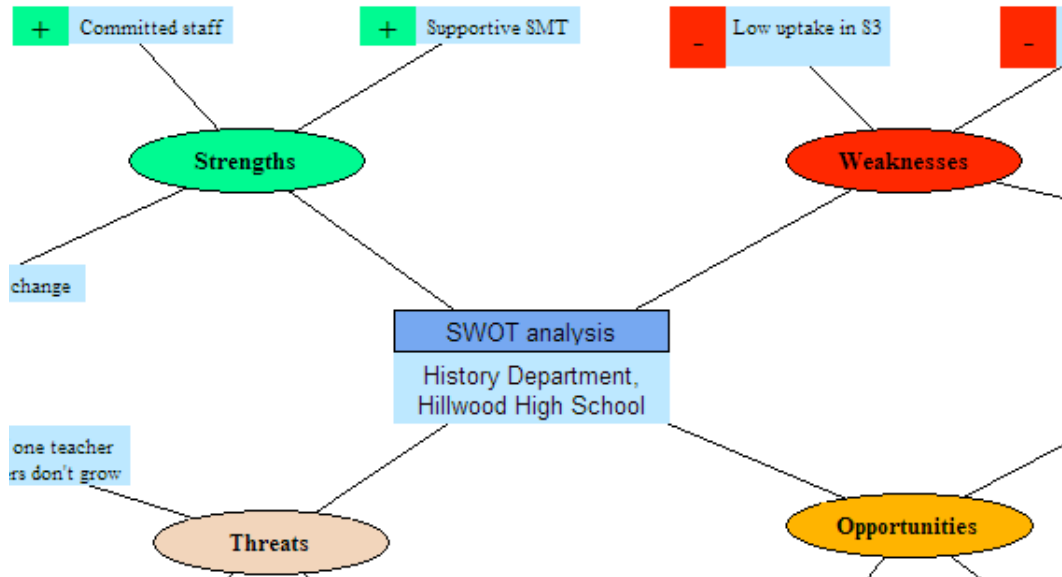 + Committed staff
+ Supportive SMT
- Low uptake in S3
-
Strengths
Weaknesses
change
SWOT analysis
History Department,
Hillwood High School
one teacher
ers don't grow
Threats
Opportunities